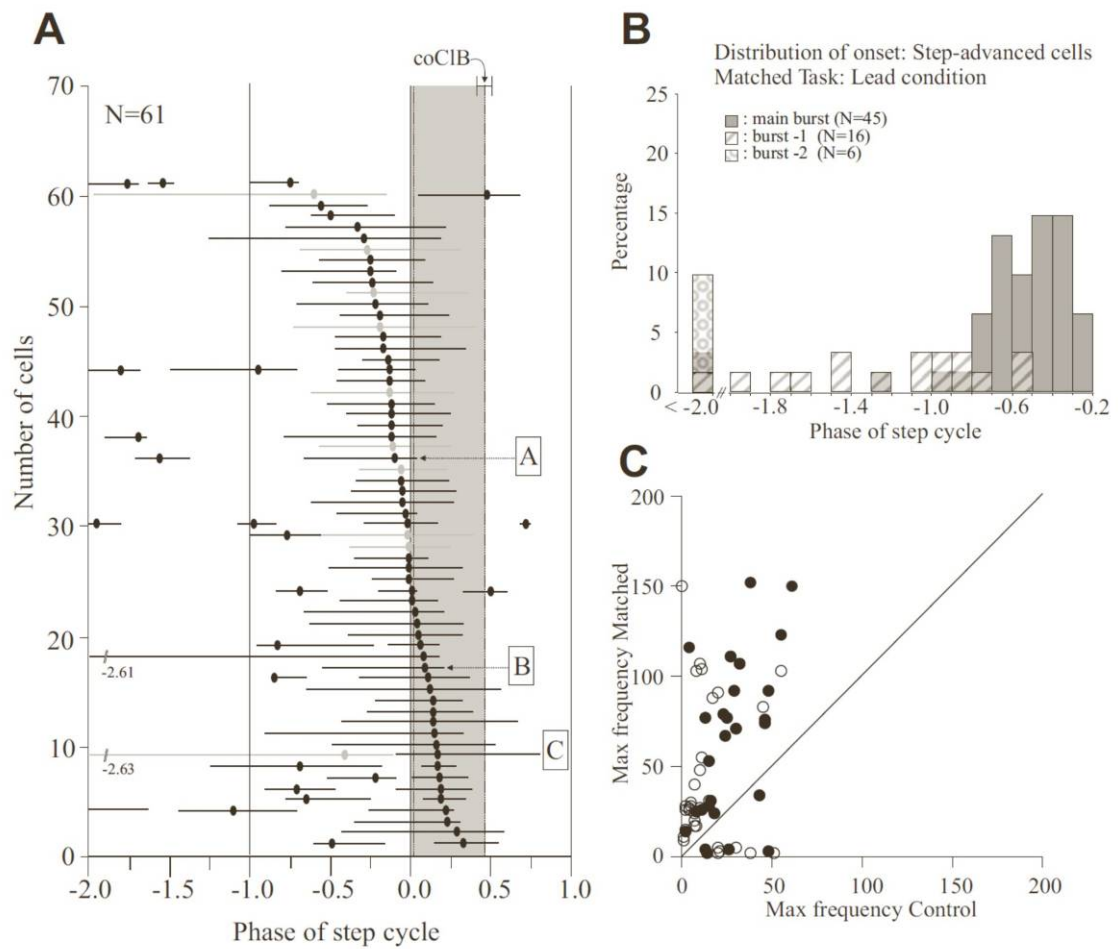 A
coClB
70
N=61
60
50
40
30
20
10
0
Number of cells
-2.61
-2.63
A
B
C
-2.0
-1.0
-0.5
0.0
0.5
1.0
Phase of step cycle
B
Distribution of onset: Step-advanced cells
Matched Task: Lead condition
25
20
15
10
5
0
Percentage
: main burst (N=45)
: burst -1 (N=16)
: burst -2 (N=6)
< -2.0
-1.8
-1.4
-1.0
-0.6
-0.2
Phase of step cycle
C
200
150
100
50
0
Max frequency Matched
0
50
100
150
200
Max frequency Control